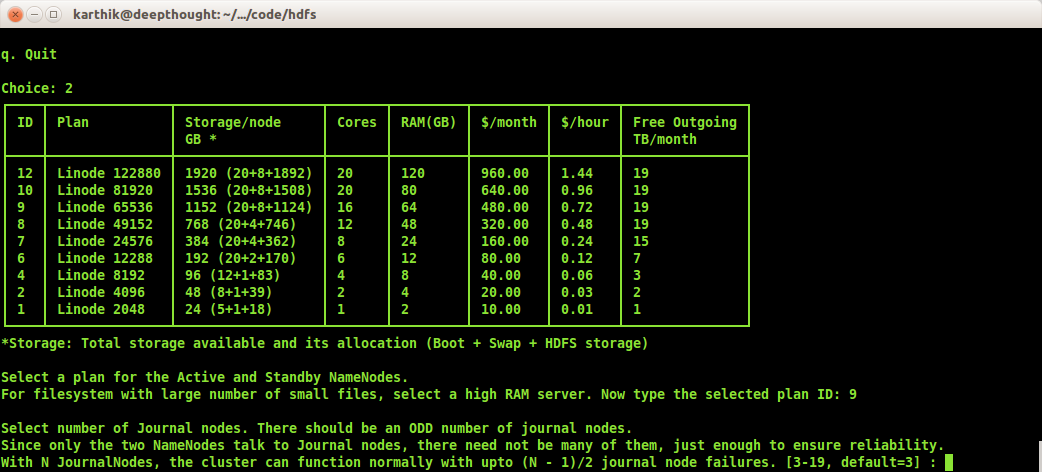 karthik@deepthought: ~/.../code/hdfs
q. Quit
Choice: 2
ID Plan Storage/node Cores RAM(GB) $/month $/hour Free Outgoing
GB * TB/month
12 Linode 122880 1920 (20+8+1892) 20 120 960.00 1.44 19
10 Linode 81920 1536 (20+8+1508) 20 80 640.00 0.96 19
9 Linode 65536 1152 (20+8+1124) 16 64 480.00 0.72 19
8 Linode 49152 768 (20+4+746) 12 48 320.00 0.48 19
7 Linode 24576 384 (20+4+362) 8 24 160.00 0.24 15
6 Linode 12288 192 (20+2+170) 6 12 80.00 0.12 7
4 Linode 8192 96 (12+1+83) 4 8 40.00 0.06 3
2 Linode 4096 48 (8+1+39) 2 4 20.00 0.03 2
1 Linode 2048 24 (5+1+18) 1 2 10.00 0.01 1
*Storage: Total storage available and its allocation (Boot + Swap + HDFS storage)
Select a plan for the Active and Standby NameNodes.
For filesystem with large number of small files, select a high RAM server. Now type the selected plan ID: 9
Select number of Journal nodes. There should be an ODD number of journal nodes.
Since only the two NameNodes talk to Journal nodes, there need not be many of them, just enough to ensure reliability.
With N JournalNodes, the cluster can function normally with upto (N - 1)/2 journal node failures. [3-19, default=3] :